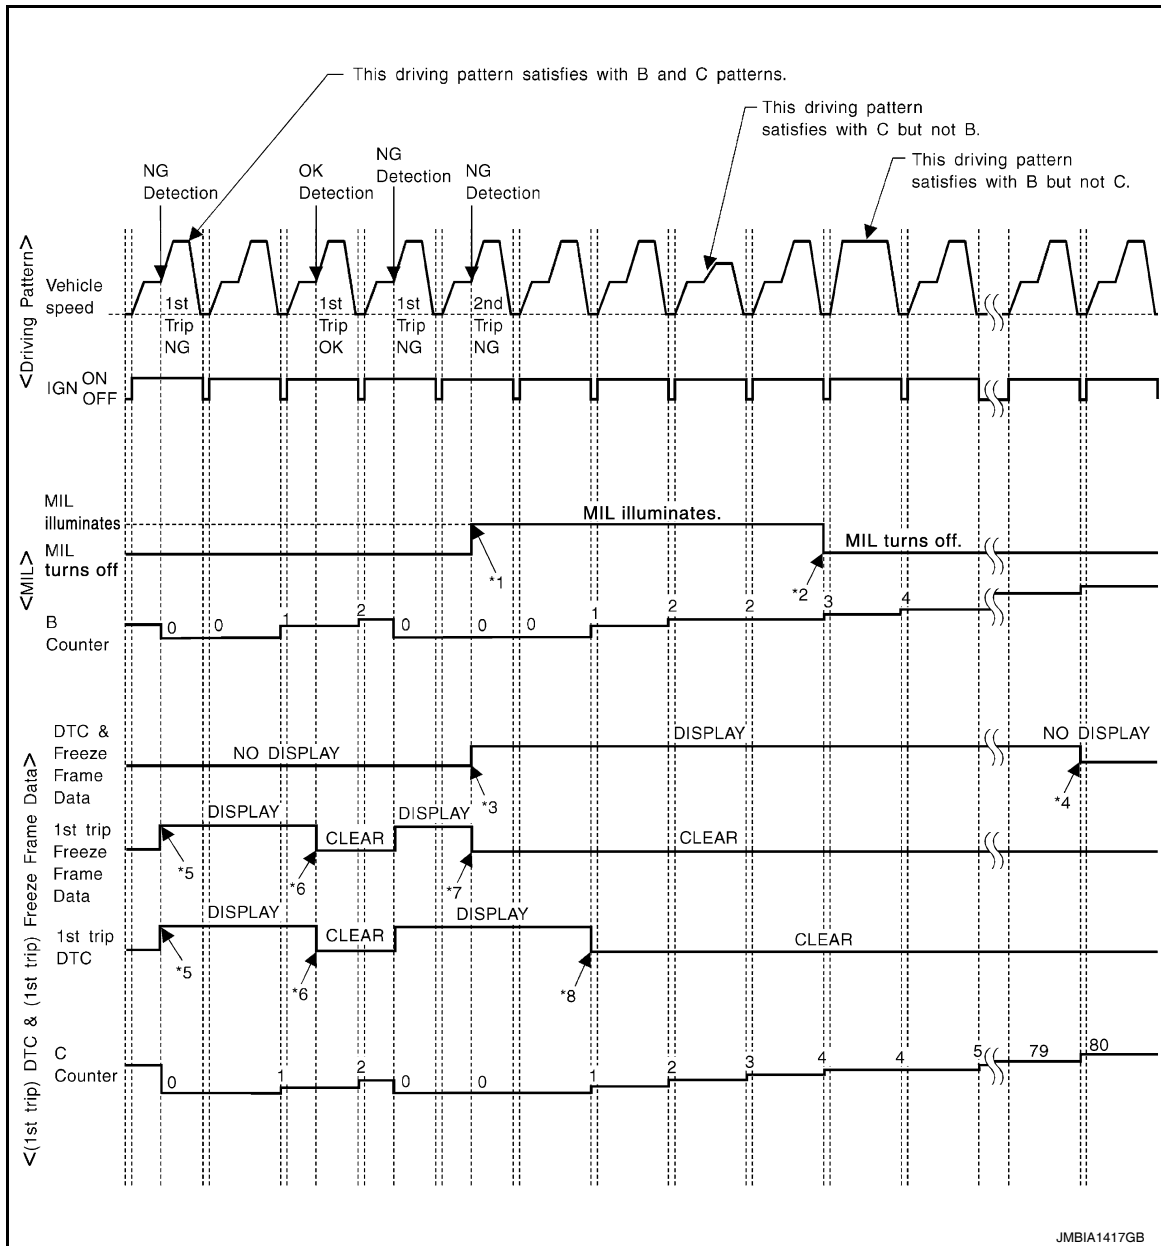 This driving pattern satisfies with B and C patterns.
This driving pattern
satisfies with C but not B.
This driving pattern
satisfies with B but not C.
NG
Detection
OK
Detection
NG
Detection
NG
Detection
<Driving Pattern>
Vehicle
speed
1st
Trip
NG
1st
Trip
OK
1st
Trip
NG
2nd
Trip
NG
IGN ON
OFF
<MIL>
MIL
illuminates
MIL illuminates.
MIL
turns off
MIL turns off.
*1
*2
B
Counter
0 0 1 2 0 0 0 1 2 2 3 4
<(1st trip) DTC & (1st trip) Freeze Frame Data>
DTC &
Freeze
Frame
Data
NO DISPLAY
DISPLAY
NO DISPLAY
*3
*4
1st trip
Freeze
Frame
Data
DISPLAY
CLEAR
DISPLAY
CLEAR
*5
*6
*7
1st trip
DTC
DISPLAY
CLEAR
DISPLAY
CLEAR
*5
*6
*8
C
Counter
0 1 2 0 0 1 2 3 4 4 5 79 80
JMBIA1417GB